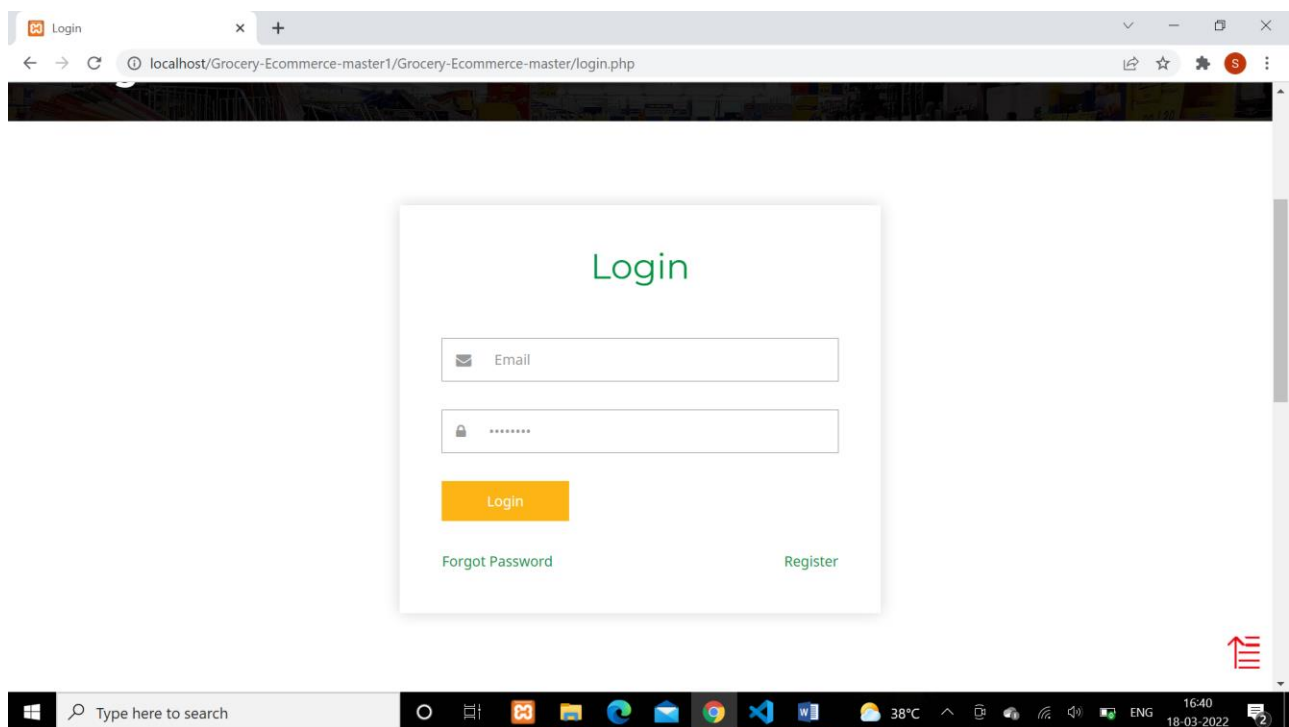 Login
localhost/Grocery-Ecommerce-master1/Grocery-Ecommerce-master/login.php
S
Login
Email
Login
Forgot Password
Register
Type here to search
38°C
ENG
16:40
18-03-2022
2